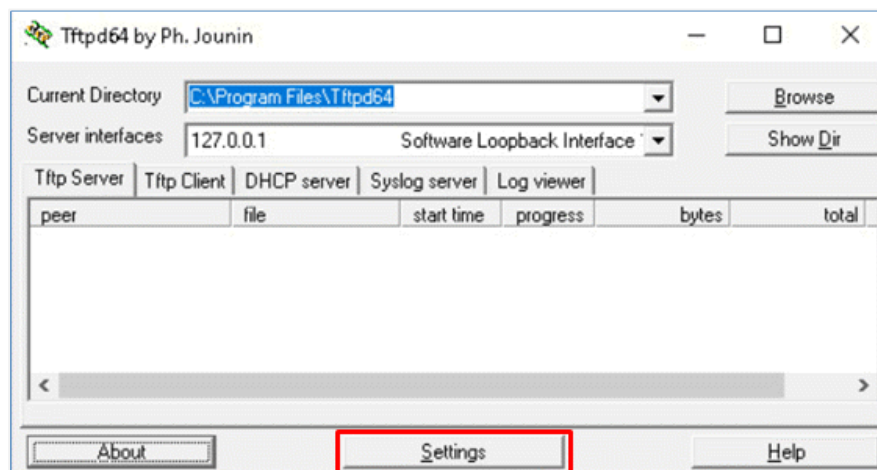 Tftpd64 by Ph. Jounin
Current Directory C:\Program Files\Tftpd64 Browse
Server interfaces 127.0.0.1 Software Loopback Interface Show Dir
Tftp Server Tftp Client DHCP server Syslog server Log viewer
peer file start time progress bytes total
About Settings Help